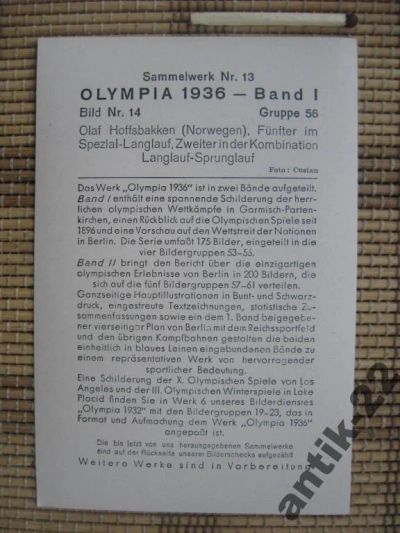 Sammelwerk Nr. 13
OLYMPIA 1936 — Band I
Bild Nr. 14 Gruppe 56
Olaf Hoffsbakken (Norwegen), Fünfter im
Spezial-Langlauf, Zweiter in der Kombination
Langlauf-Sprunglauf
Foto: Custan
Das Werk „Olympia 1936" ist in zwei Bände aufgeteilt.
Band I enthält eine spannende Schilderung der herr-
lichen olympischen Wettkämpfe in Garmisch-Parten-
kirchen, einen Rückblick auf die Olympischen Spiele seit
1896 und eine Vorschau auf den Wettstreit der Nationen
in Berlin. Die Serie umfaßt 175 Bilder, eingeteilt in die
vier Bildergruppen 53–56.
Band II bringt den Bericht über die einzigartigen
olympischen Erlebnisse von Berlin in 200 Bildern, die
sich auf die fünf Bildergruppen 57–61 verteilen.
Ganzseitige Hauptillustrationen in Bunt- und Schwarz-
druck, eingestreute Textzeichnungen, statistische Zu-
sammenfassungen sowie ein dem 1. Band beigegebe-
ner vierseitiger Plan von Berlin mit dem Reichssportfeld
und den übrigen Kampfbahnen gestalten die beiden
einheitlich in blaues Leinen eingebundenen Bände zu
einem repräsentativen Werk von hervorragender
sportlicher Bedeutung.
Eine Schilderung der X. Olympischen Spiele von Los
Angeles und der III. Olympischen Winterspiele in Lake
Placid finden Sie in Werk 6 unseres Bilderdienstes
„Olympia 1932" mit den Bildergruppen 19–23, das in
Format und Aufmachung dem Werk „Olympia 1936"
angepaßt ist.
Die bis jetzt von uns herausgegebenen Sammelwerke
sind auf der Rückseite unserer Bilderschecks aufgezählt
Weitere Werke sind in Vorbereitung
antik-22